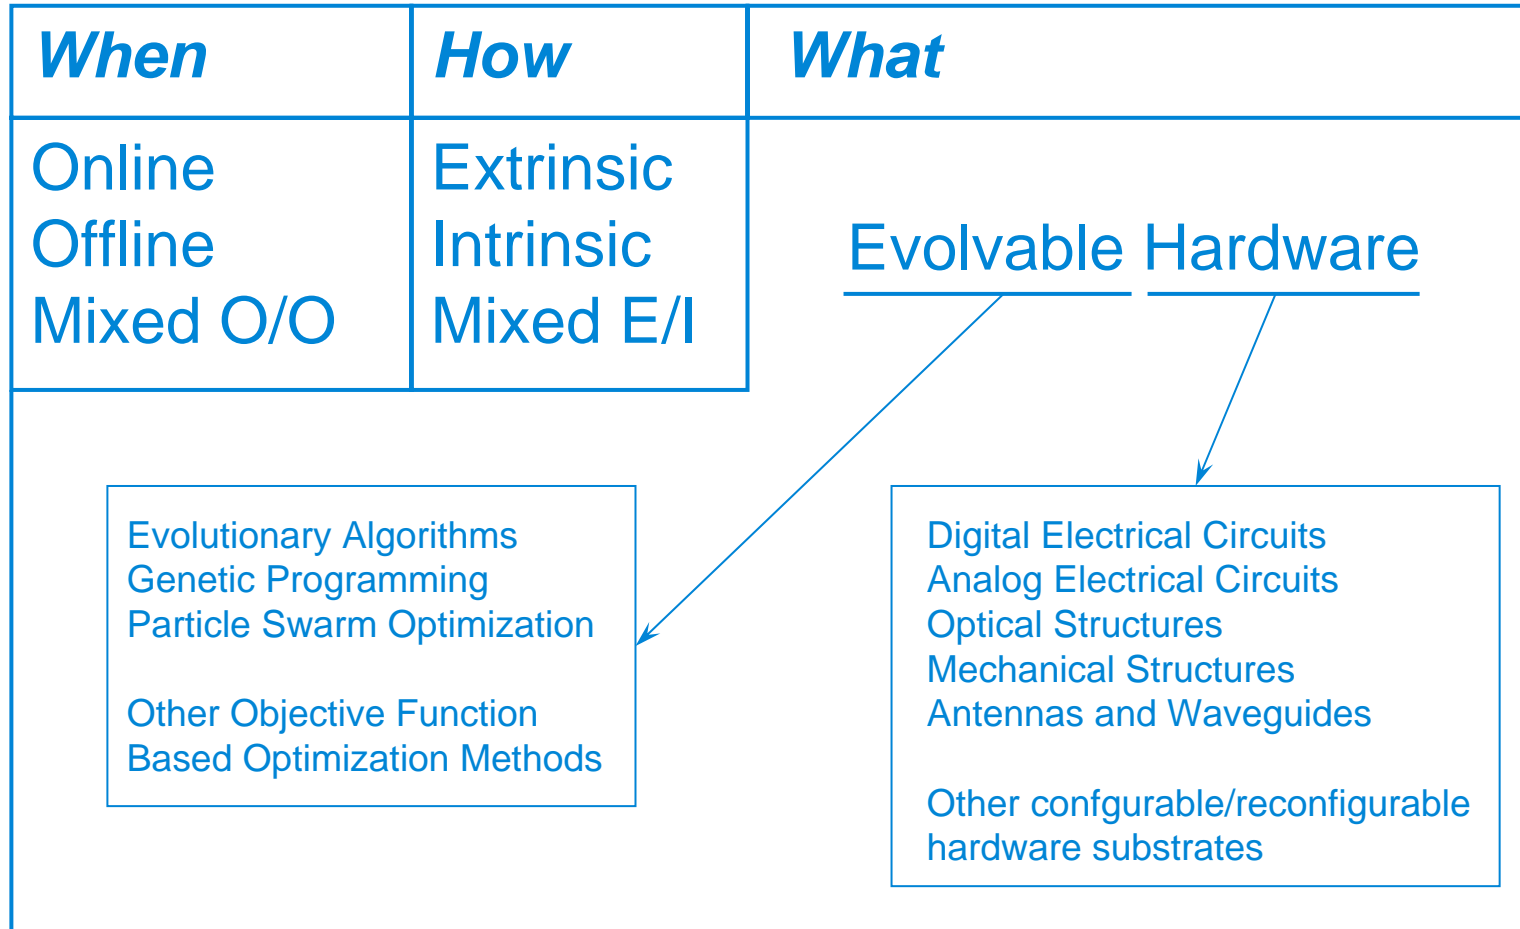 When
How
What
Online
Offline
Mixed O/O
Extrinsic
Intrinsic
Mixed E/I
Evolvable Hardware
Evolutionary Algorithms
Genetic Programming
Particle Swarm Optimization
Other Objective Function
Based Optimization Methods
Digital Electrical Circuits
Analog Electrical Circuits
Optical Structures
Mechanical Structures
Antennas and Waveguides
Other confgurable/reconfigurable
hardware substrates